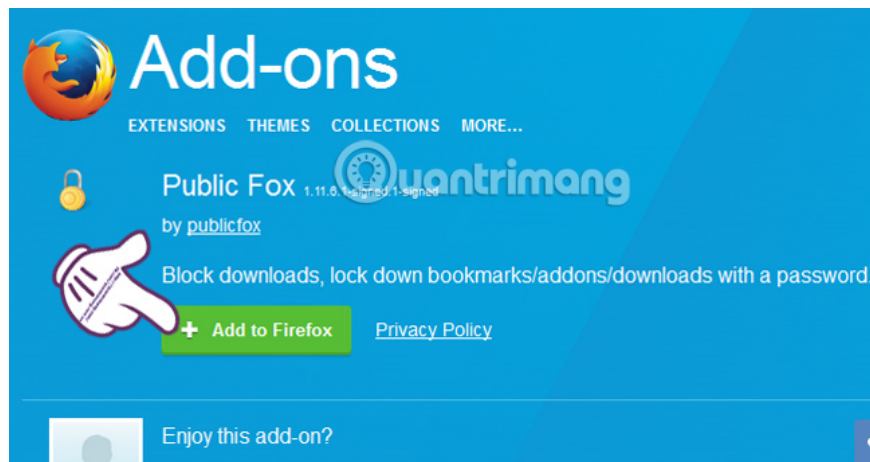 Add-ons
EXTENSIONS THEMES COLLECTIONS MORE...
Quantrimang
Public Fox 1.11.6.1-signed.1-signed
by publicfox
Block downloads, lock down bookmarks/addons/downloads with a password.
+ Add to Firefox Privacy Policy
Enjoy this add-on?